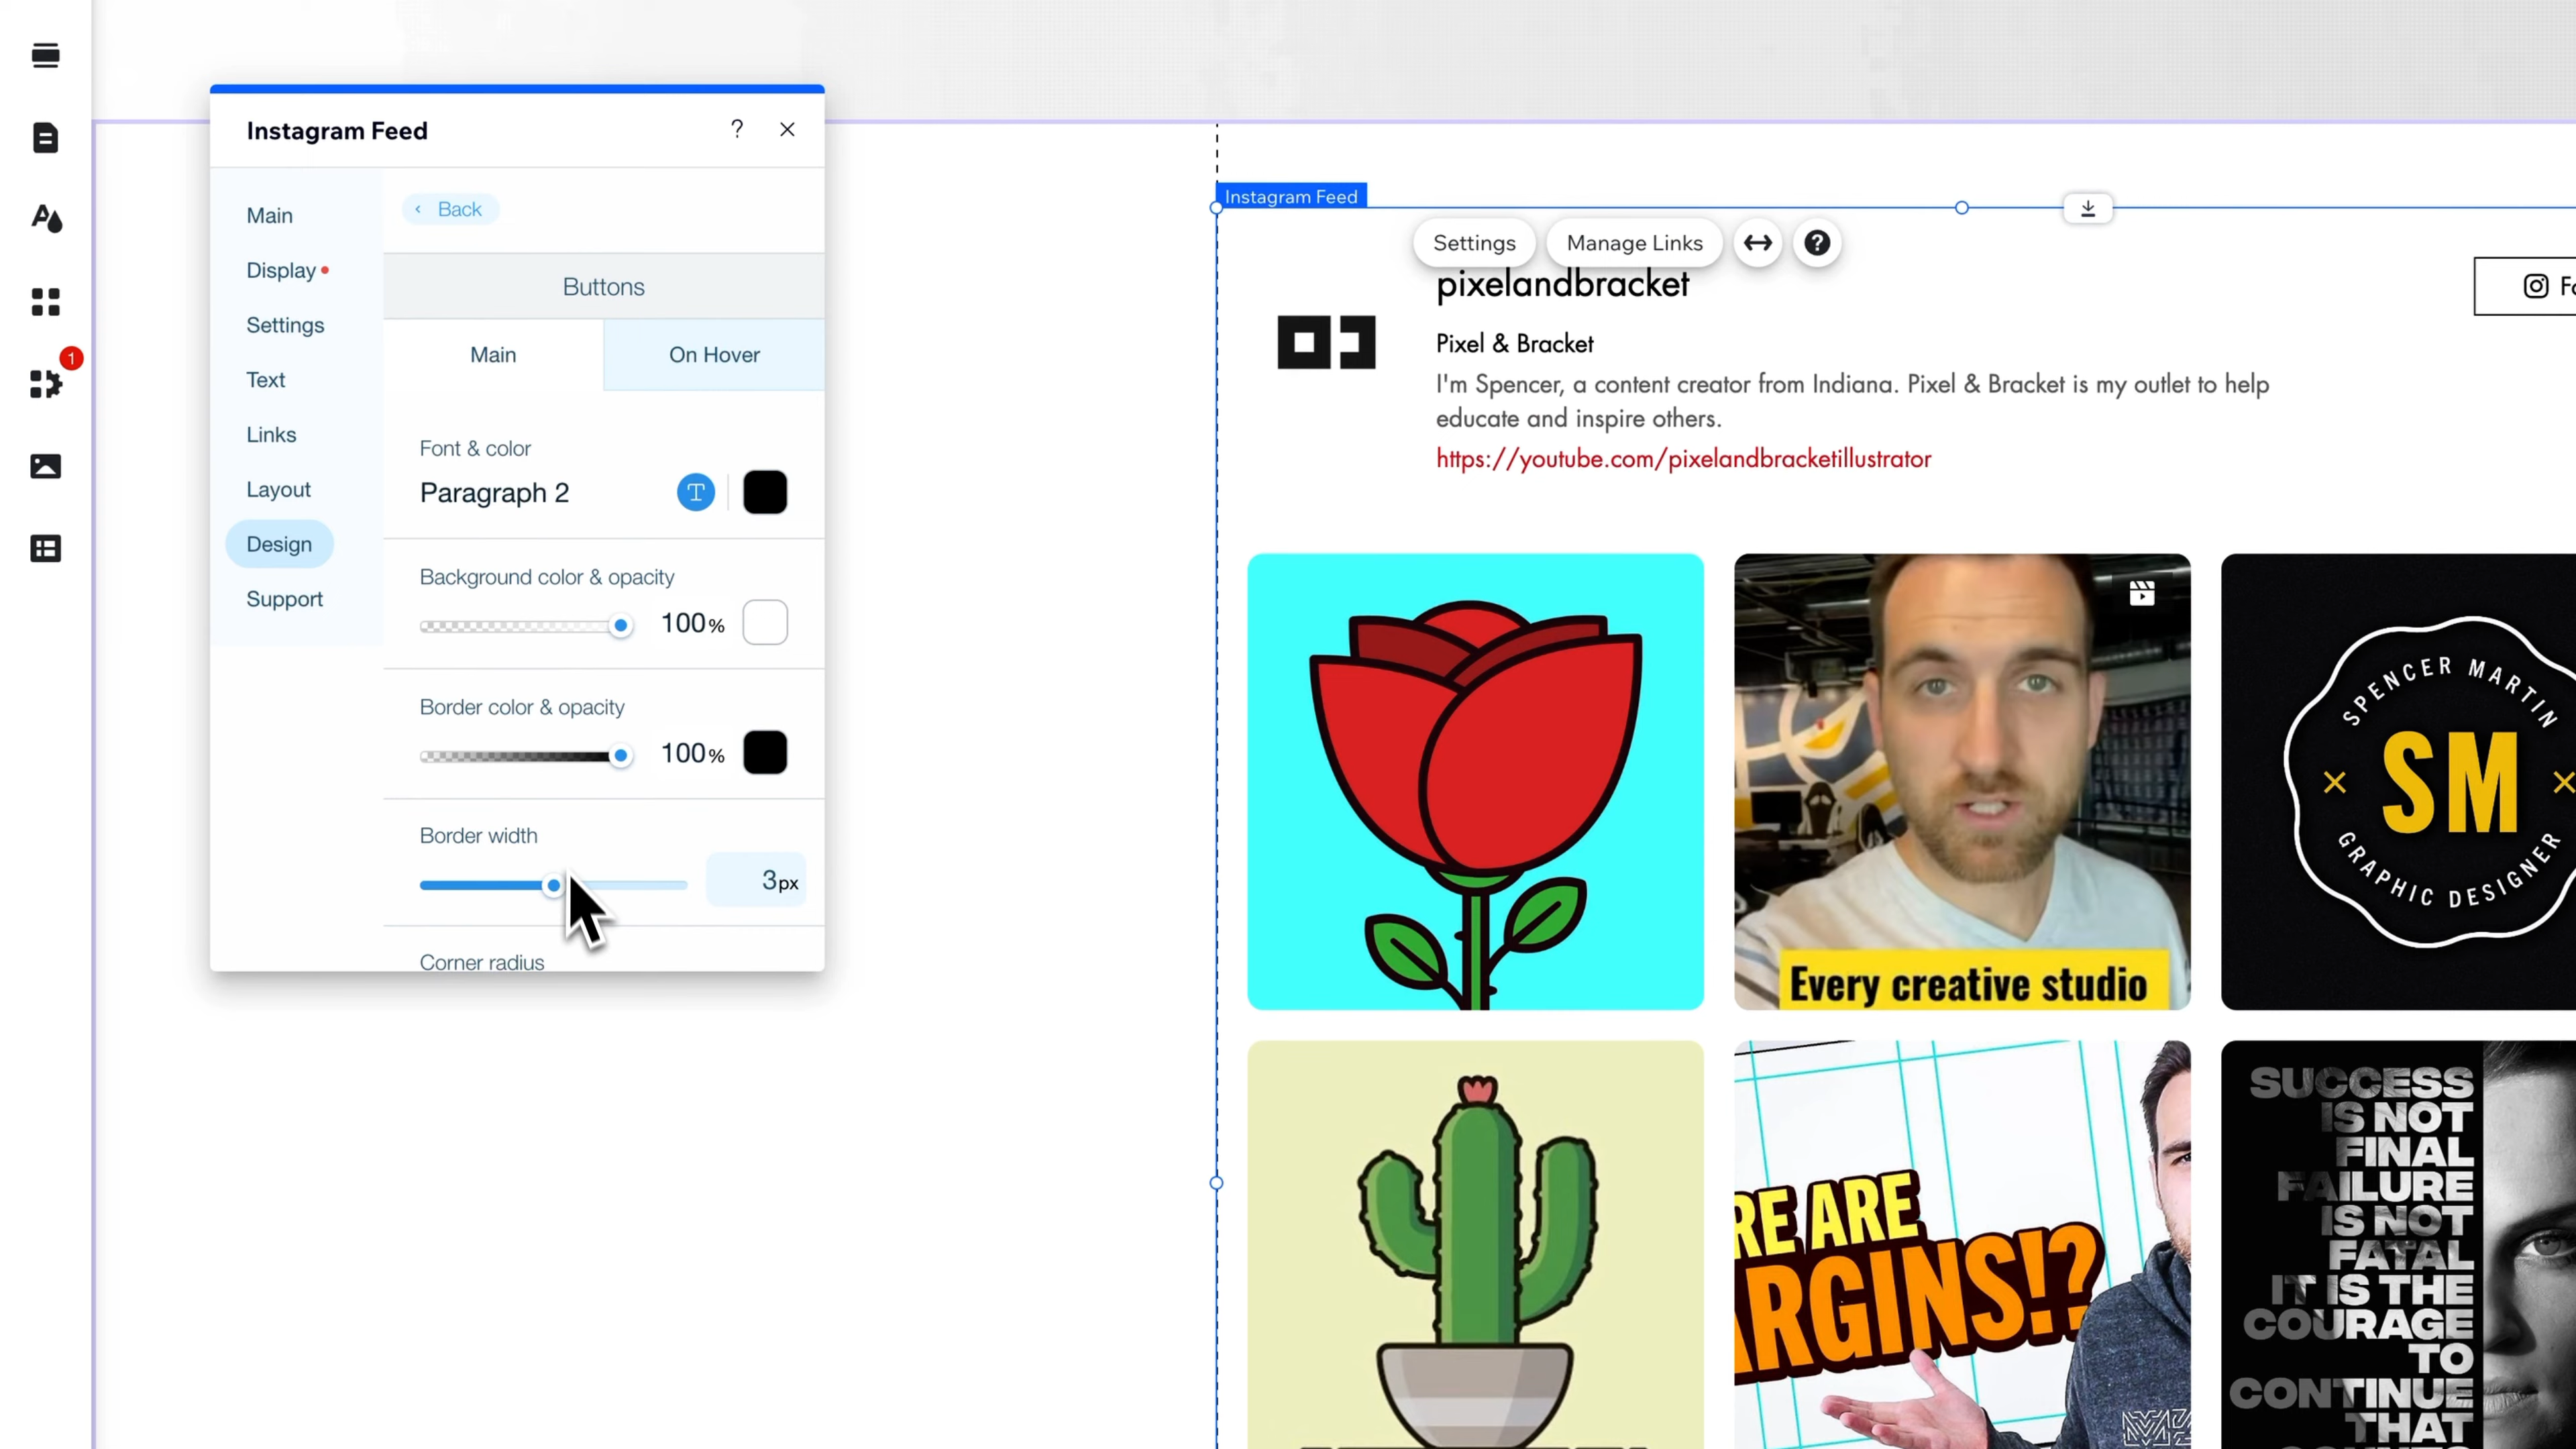 Instagram Feed
?
Main
Display
Settings
Text
Links
Layout
Design
Support
Back
Buttons
Main
On Hover
Font & color
Paragraph 2
T
Background color & opacity
100%
Border color & opacity
100%
Border width
3px
Corner radius
1
Instagram Feed
Settings
Manage Links
?
pixelandbracket
Pixel & Bracket
I'm Spencer, a content creator from Indiana. Pixel & Bracket is my outlet to help
educate and inspire others.
https://youtube.com/pixelandbracketillustrator
Every creative studio
SPENCER MARTIN
SM
GRAPHIC DESIGNER
ARE
SUCCESS
IS NOT
FINAL
FAILURE
IS NOT
FATAL
IT IS THE
COURAGE
TO
CONTINUE
THAT